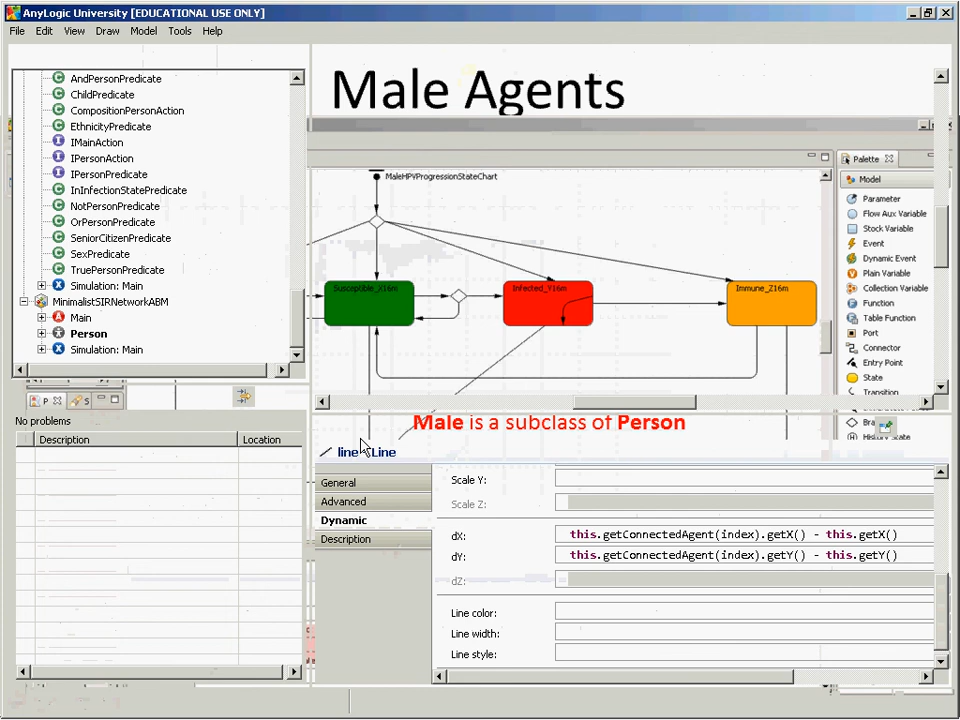 AnyLogic University [EDUCATIONAL USE ONLY]
File Edit View Draw Model Tools Help
Male Agents
AndPersonPredicate
ChildPredicate
CompositionPersonAction
EthnicityPredicate
IMainAction
IPersonAction
IPersonPredicate
InInfectionStatePredicate
NotPersonPredicate
OrPersonPredicate
SeniorCitizenPredicate
SexPredicate
TruePersonPredicate
Simulation: Main
MinimalistSIRNetworkABM
Main
Person
Simulation: Main
MaleHPVProgressionStateChart
Susceptible_X16m
Infected_Y16m
Immune_Z16m
Palette
Model
Parameter
Flow Aux Variable
Stock Variable
Event
Dynamic Event
Plain Variable
Collection Variable
Function
Table Function
Port
Connector
Entry Point
State
Transition
History State
Male is a subclass of Person
P S
No problems
Description Location
line - Line
General
Advanced
Dynamic
Description
Scale Y:
Scale Z:
dX: this.getConnectedAgent(index).getX() - this.getX()
dY: this.getConnectedAgent(index).getY() - this.getY()
dZ:
Line color:
Line width:
Line style: